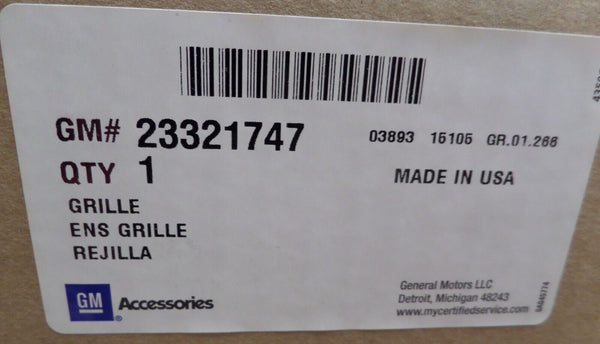 GM# 23321747 03893 15105 GR.01.266
QTY 1 MADE IN USA
GRILLE
ENS GRILLE
REJILLA
GM Accessories
General Motors LLC
Detroit, Michigan 48243
www.mycertifiedservice.com